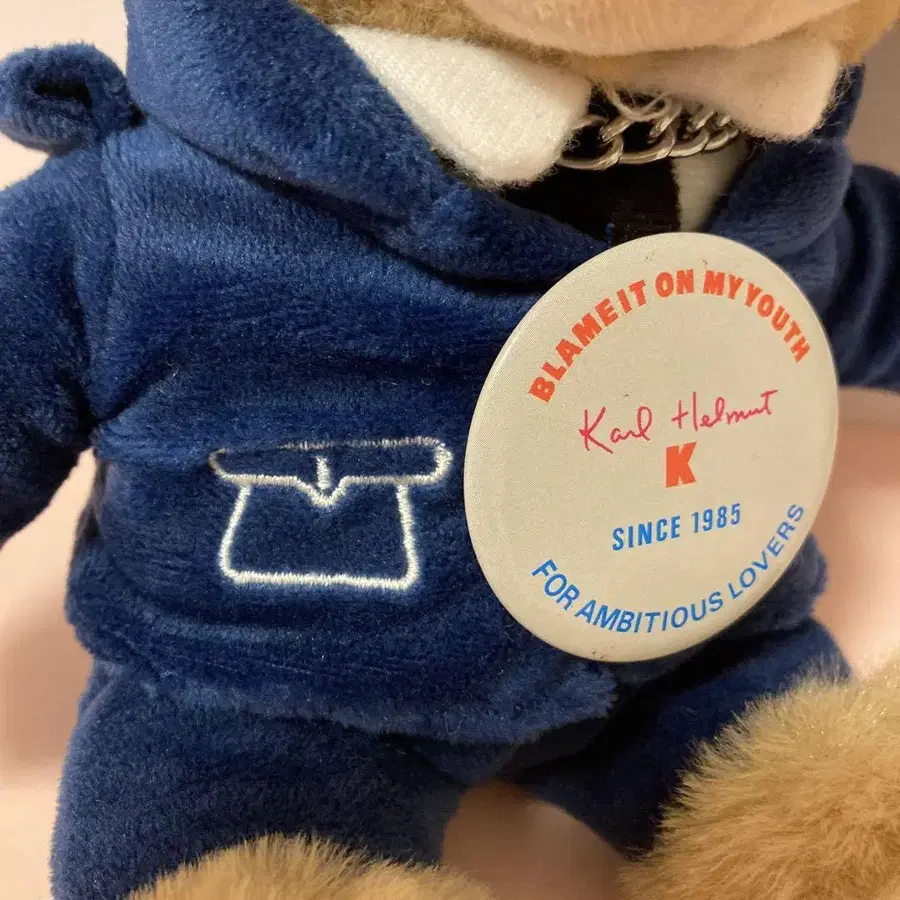 BLAME IT ON MY YOUTH
Karl Helmut
K
SINCE 1985
FOR AMBITIOUS LOVERS